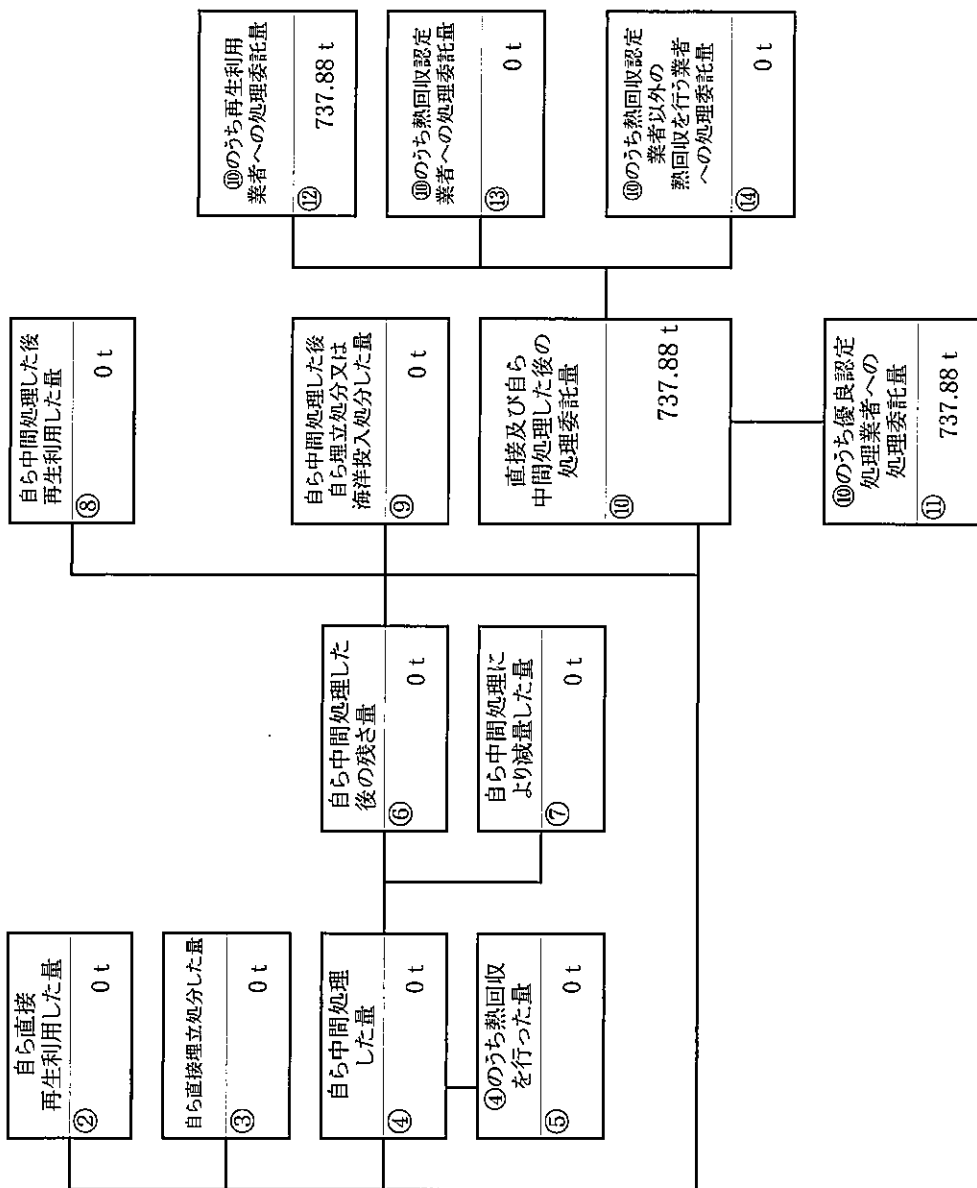 自ら直接
再生利用した量
② 0 t
自ら直接埋立処分した量
③ 0 t
自ら中間処理
した量
④ 0 t
④のうち熱回収
を行った量
⑤ 0 t
自ら中間処理した
後の残さ量
⑥ 0 t
自ら中間処理に
より減量した量
⑦ 0 t
自ら中間処理した後
再生利用した量
⑧ 0 t
自ら中間処理した後
自ら埋立処分又は
海洋投入処分した量
⑨ 0 t
直接及び自ら
中間処理した後の
処理委託量
⑩ 737.88 t
⑩のうち優良認定
処理業者への
処理委託量
⑪ 737.88 t
⑩のうち再生利用
業者への処理委託量
⑫ 737.88 t
⑩のうち熱回収認定
業者への処理委託量
⑬ 0 t
⑩のうち熱回収認定
業者以外の
熱回収を行う業者
への処理委託量
⑭ 0 t